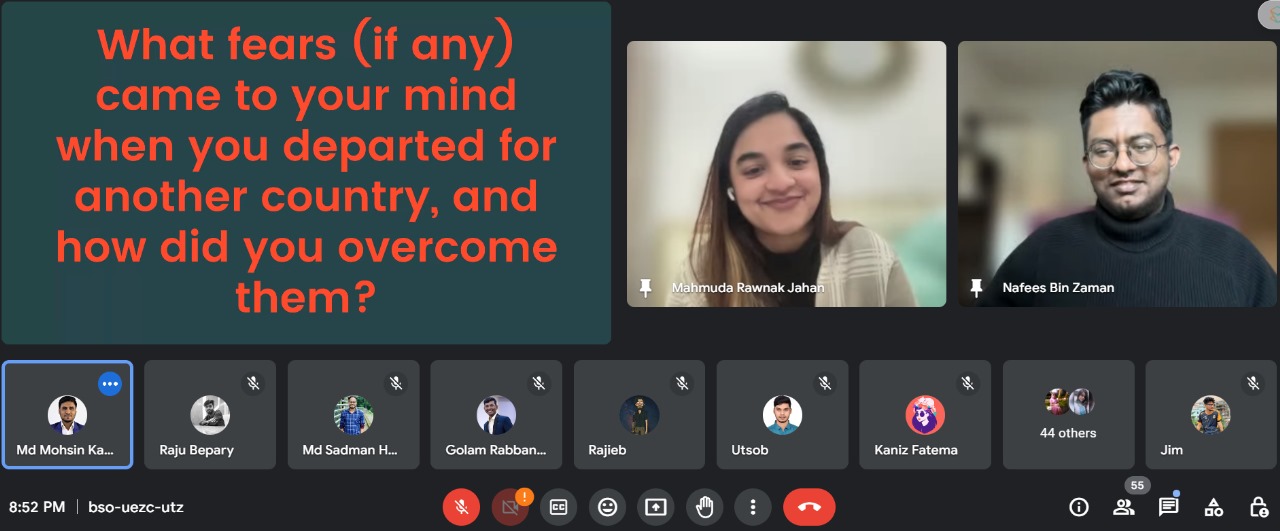 What fears (if any)
came to your mind
when you departed for
another country, and
how did you overcome
them?
Mahmuda Rawnak Jahan
Nafees Bin Zaman
Md Mohsin Ka...
Raju Bepary
Md Sadman H...
Golam Rabban...
Rajieb
Utsob
Kaniz Fatema
44 others
Jim
55
8:52 PM | bso-uezc-utz